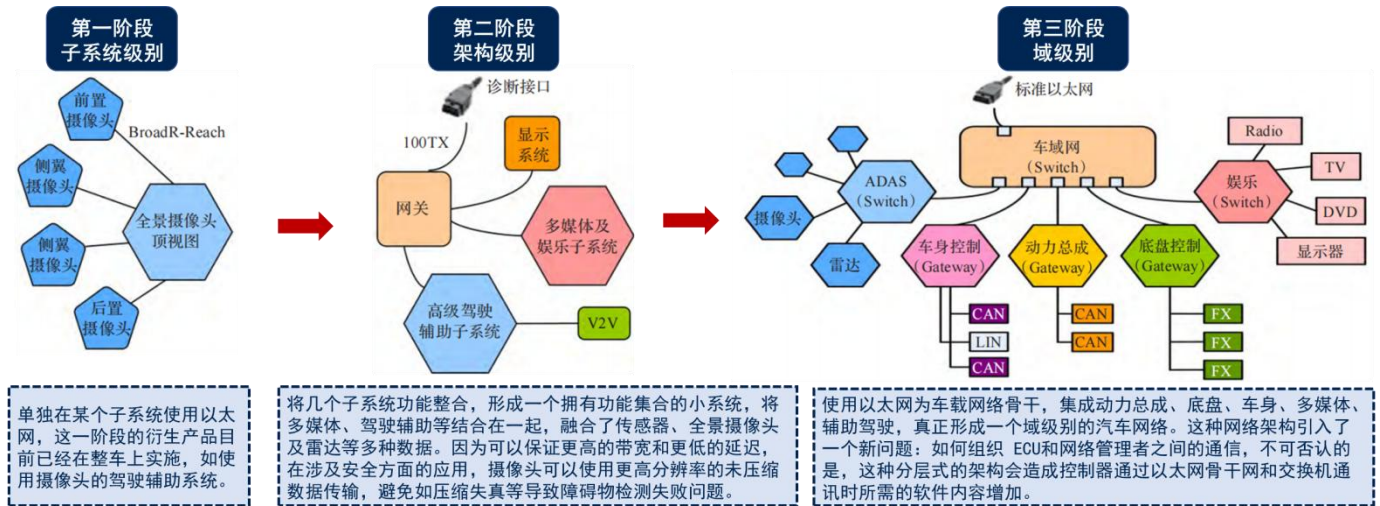 第一阶段
子系统级别
前置
摄像头
BroadR-Reach
侧翼
摄像头
全景摄像头
顶视图
侧翼
摄像头
后置
摄像头
单独在某个子系统使用以太
网，这一阶段的衍生产品目
前已经在整车上实施，如使
用摄像头的驾驶辅助系统。
第二阶段
架构级别
诊断接口
100TX
显示
系统
网关
多媒体及
娱乐子系统
高级驾驶
辅助子系统
V2V
将几个子系统功能整合，形成一个拥有功能集合的小系统，将
多媒体、驾驶辅助等结合在一起，融合了传感器、全景摄像头
及雷达等多种数据。因为可以保证更高的带宽和更低的延迟，
在涉及安全方面的应用，摄像头可以使用更高分辨率的未压缩
数据传输，避免如压缩失真等导致障碍物检测失败问题。
第三阶段
域级别
标准以太网
车域网
(Switch)
ADAS
(Switch)
摄像头
雷达
娱乐
(Switch)
Radio
TV
DVD
显示器
车身控制
(Gateway)
动力总成
(Gateway)
底盘控制
(Gateway)
CAN
LIN
CAN
CAN
CAN
FX
FX
FX
使用以太网为车载网络骨干，集成动力总成、底盘、车身、多媒体、
辅助驾驶，真正形成一个域级别的汽车网络。这种网络架构引入了
一个新问题：如何组织 ECU和网络管理者之间的通信，不可否认的
是，这种分层式的架构会造成控制器通过以太网骨干网和交换机通
讯时所需的软件内容增加。